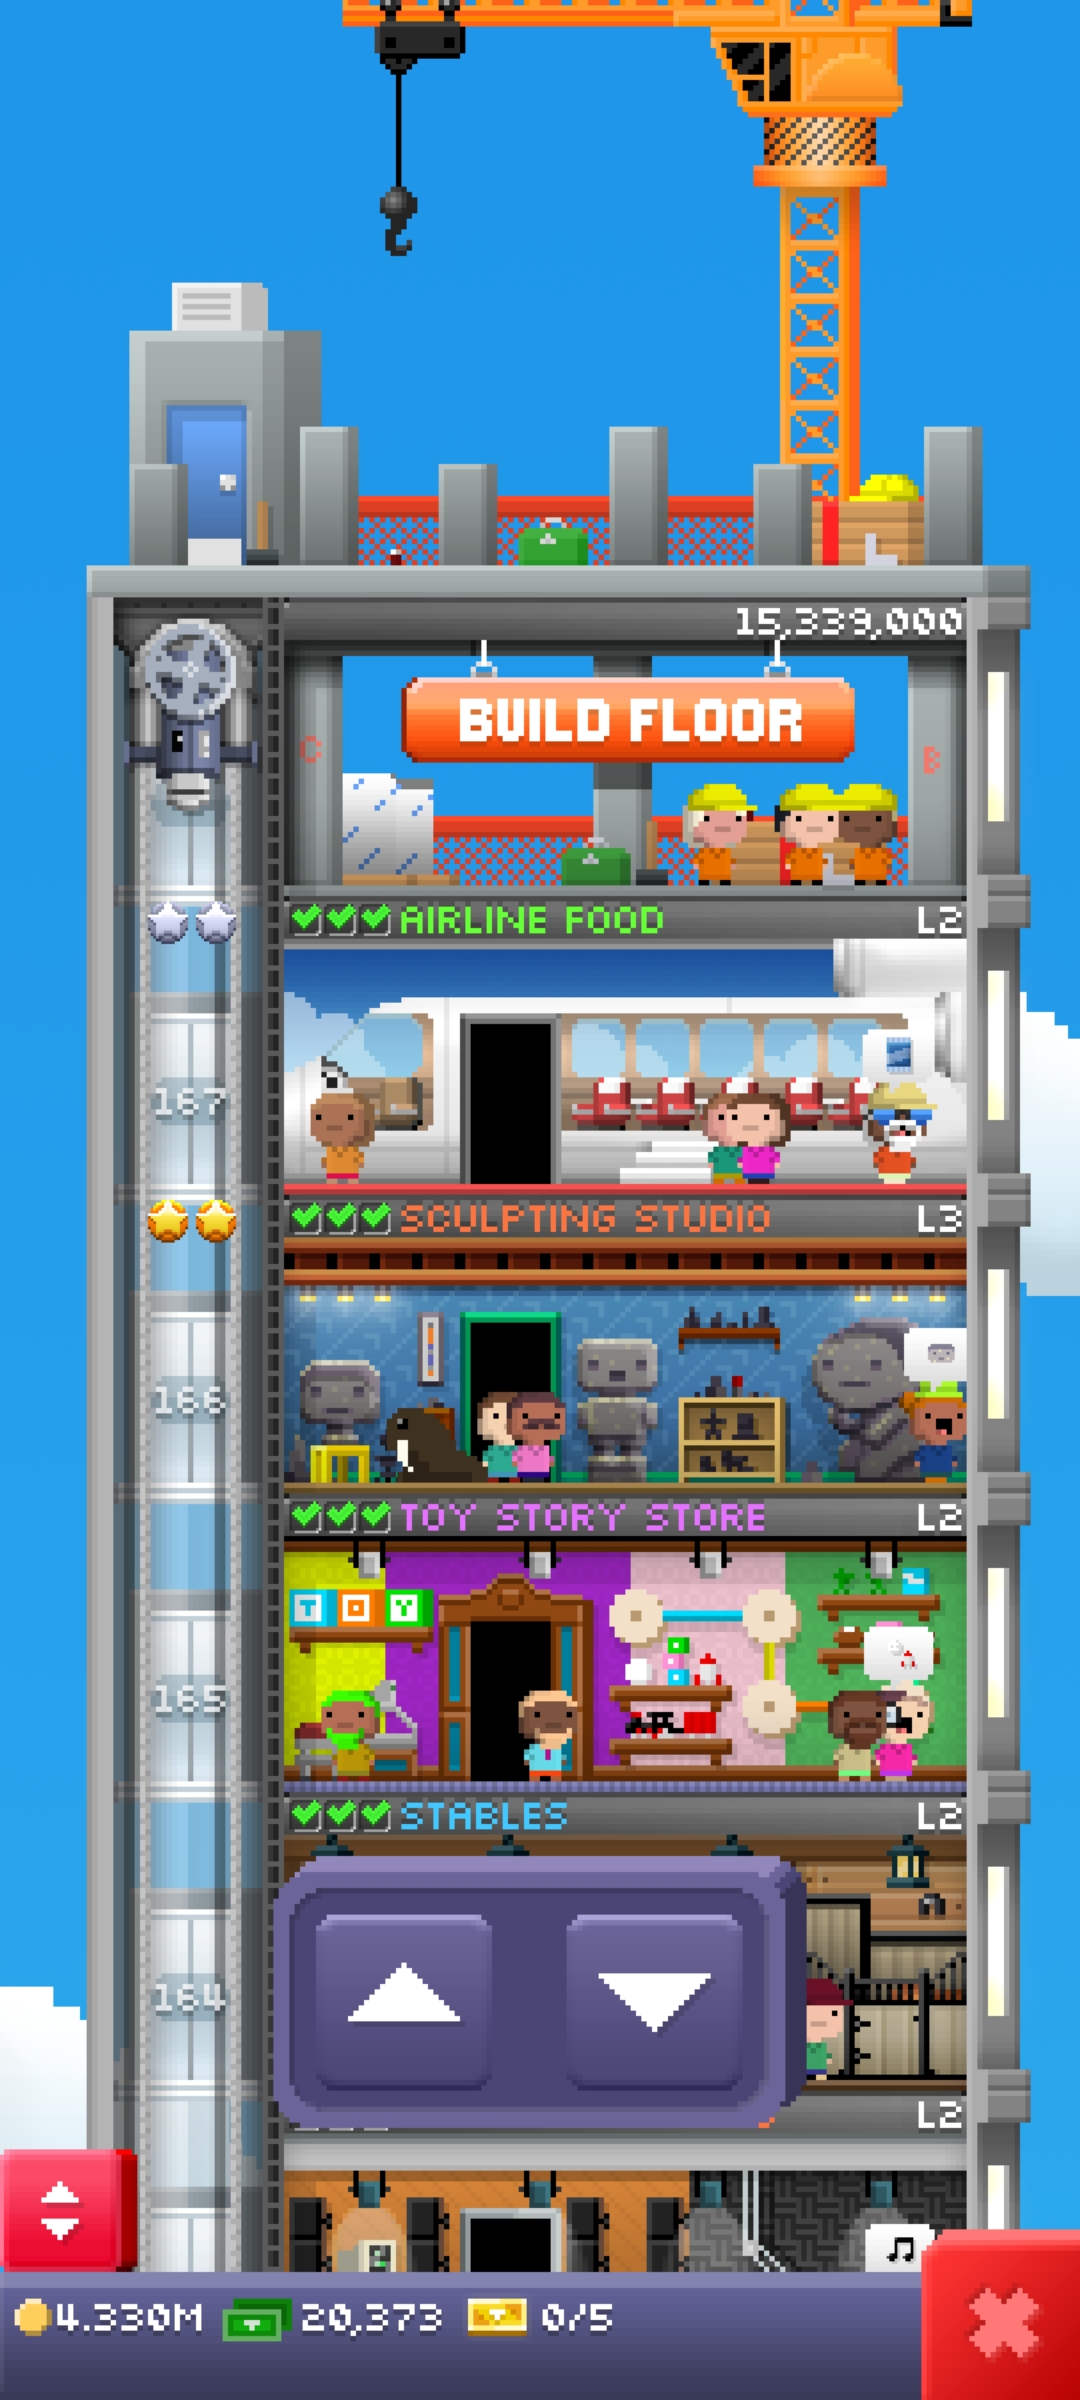 15,339,000
BUILD FLOOR
C
B
AIRLINE FOOD L2
167
SCULPTING STUDIO L3
166
TOY STORY STORE L2
TOY
165
STABLES L2
164
L2
4.330M 20,373 0/5